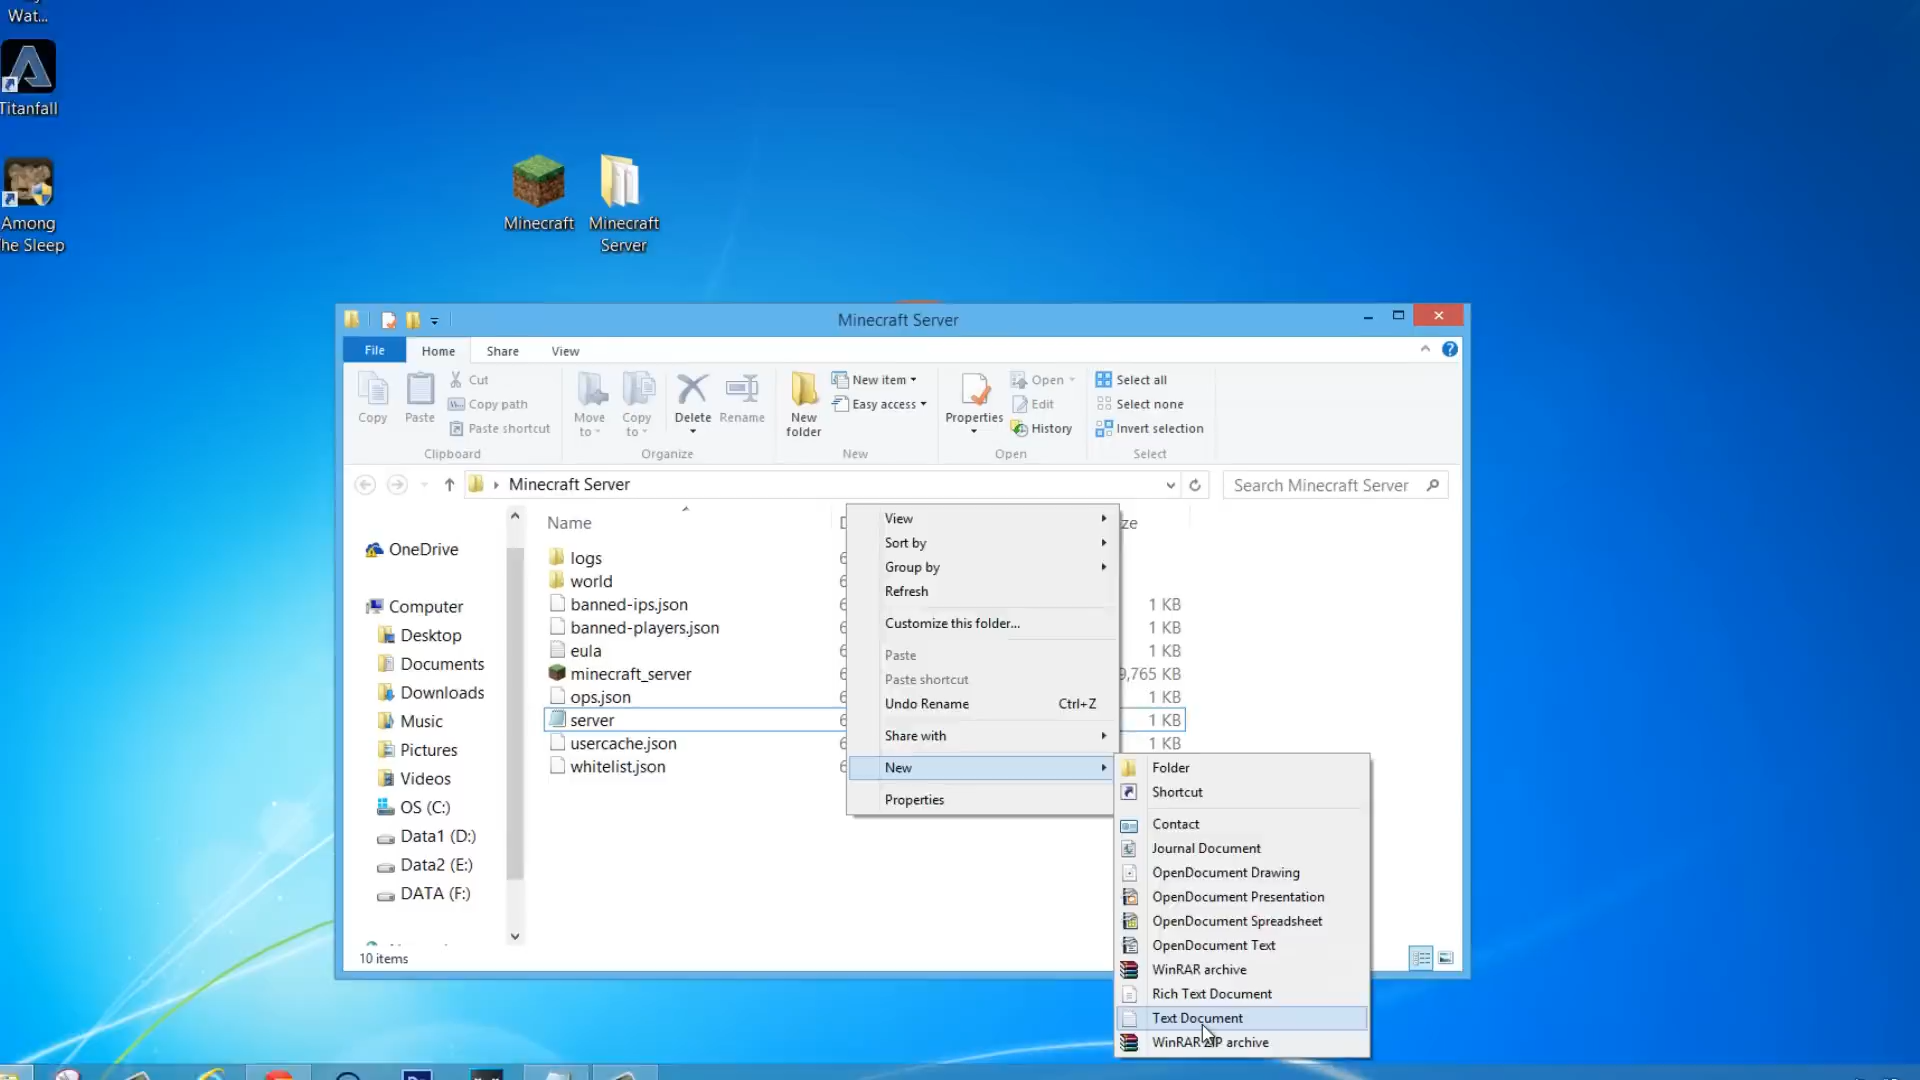 Wat...
Titanfall
Among
he Sleep
Minecraft
Minecraft
Server
Minecraft Server
File
Home
Share
View
Copy
Paste
Cut
Copy path
Paste shortcut
Clipboard
Move
to
Copy
to
Delete
Rename
Organize
New
folder
New item
Easy access
New
Properties
Open
Edit
History
Open
Select all
Select none
Invert selection
Select
Minecraft Server
Search Minecraft Server
OneDrive
Computer
Desktop
Documents
Downloads
Music
Pictures
Videos
OS (C:)
Data1 (D:)
Data2 (E:)
DATA (F:)
Name
ze
logs
world
banned-ips.json
1 KB
banned-players.json
1 KB
eula
1 KB
minecraft_server
9,765 KB
ops.json
1 KB
server
1 KB
usercache.json
1 KB
whitelist.json
View
Sort by
Group by
Refresh
Customize this folder...
Paste
Paste shortcut
Undo Rename Ctrl+Z
Share with
New
Properties
Folder
Shortcut
Contact
Journal Document
OpenDocument Drawing
OpenDocument Presentation
OpenDocument Spreadsheet
OpenDocument Text
WinRAR archive
Rich Text Document
Text Document
WinRAR ZIP archive
10 items